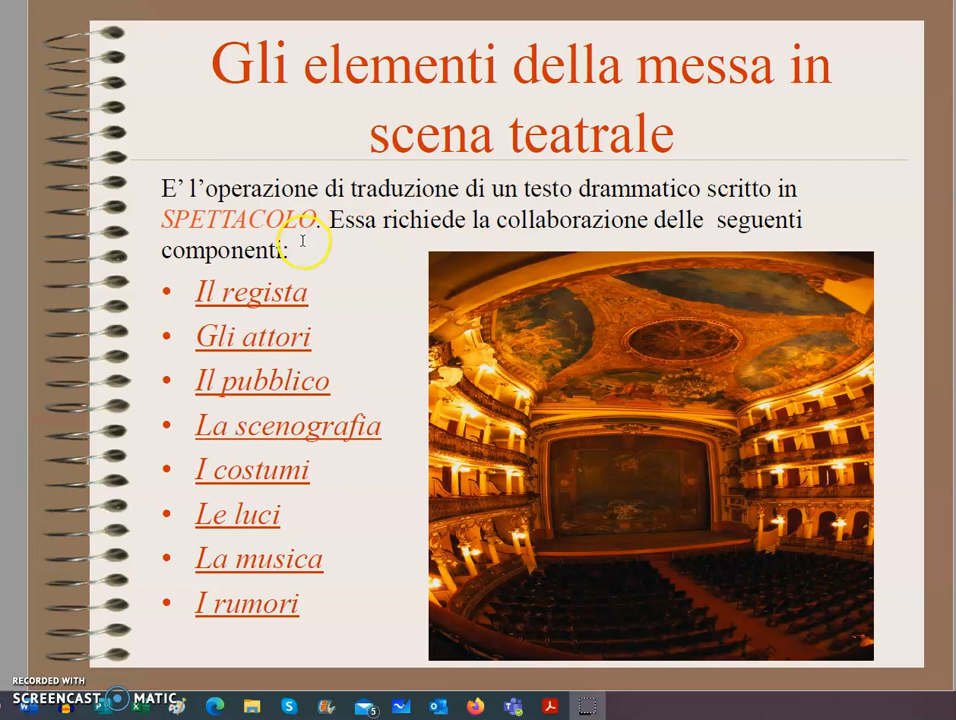 Gli elementi della messa in
scena teatrale
E’ l’operazione di traduzione di un testo drammatico scritto in
SPETTACOLO. Essa richiede la collaborazione delle seguenti
componenti:
• Il regista
• Gli attori
• Il pubblico
• La scenografia
• I costumi
• Le luci
• La musica
• I rumori
RECORDED WITH
SCREENCAST MATIC
5